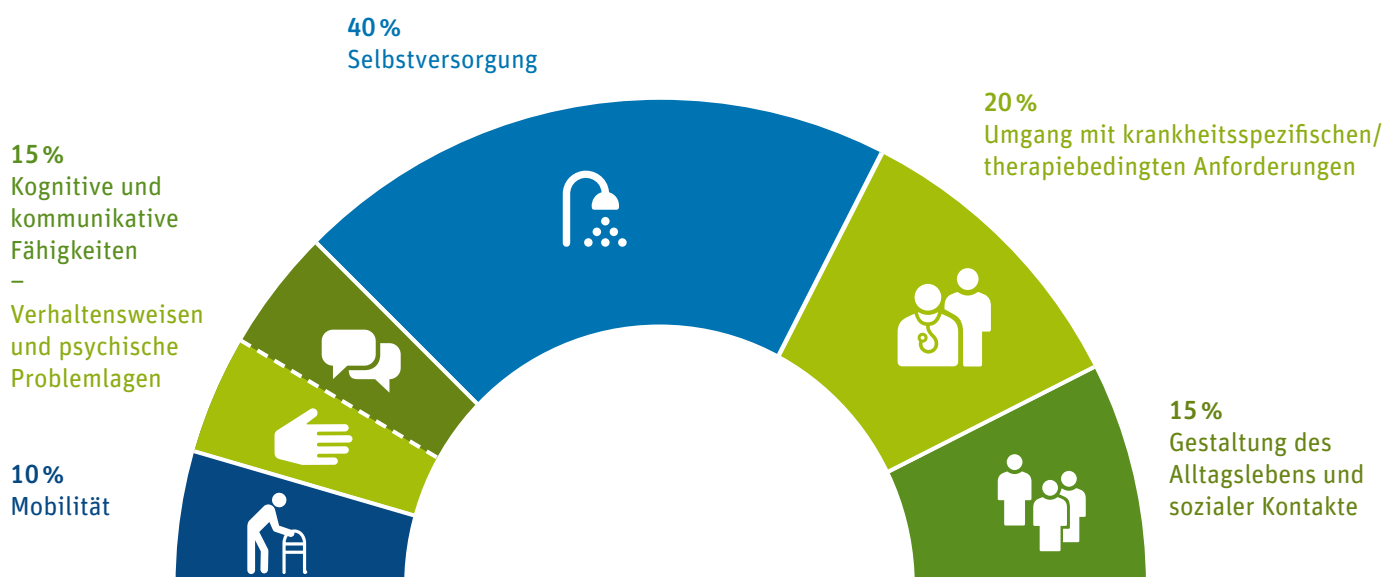 40 %
Selbstversorgung
20 %
Umgang mit krankheitsspezifischen/
therapiebedingten Anforderungen
15 %
Kognitive und
kommunikative
Fähigkeiten
–
Verhaltensweisen
und psychische
Problemlagen
15 %
Gestaltung des
Alltagslebens und
sozialer Kontakte
10 %
Mobilität